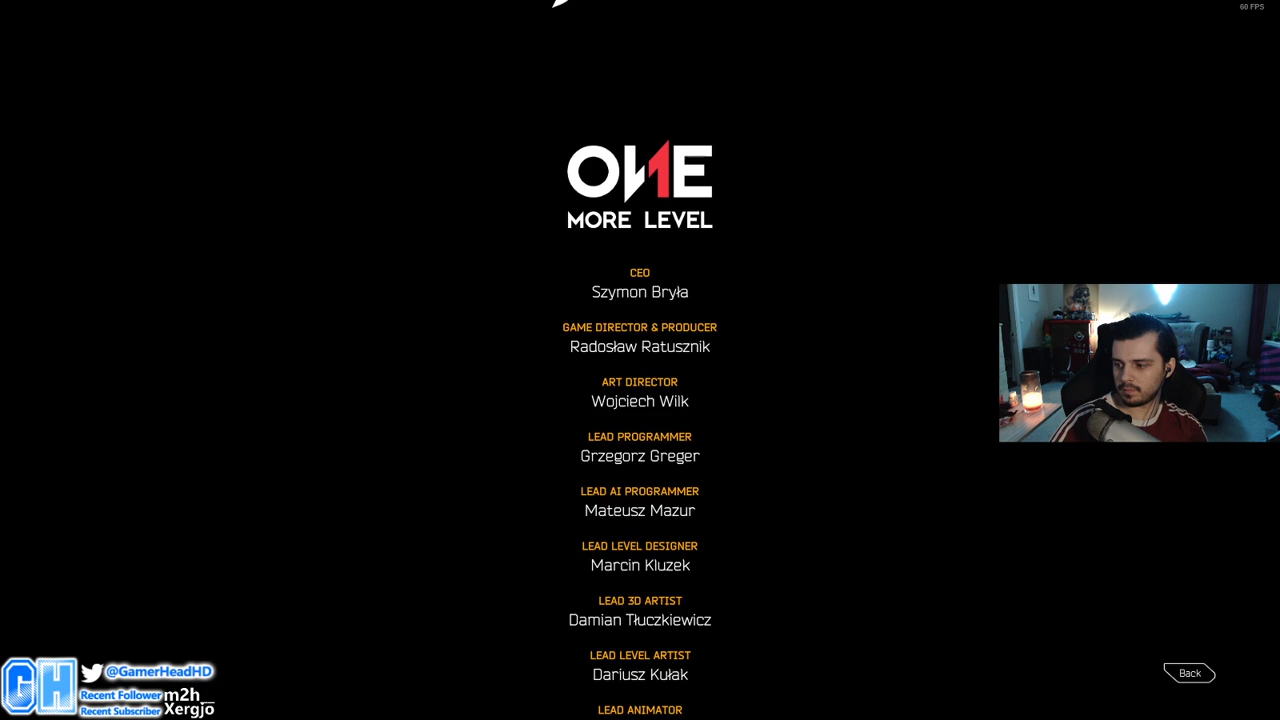 60 FPS
ONE
MORE LEVEL
CEO
Szymon Bryła
GAME DIRECTOR & PRODUCER
Radosław Ratusznik
ART DIRECTOR
Wojciech Wilk
LEAD PROGRAMMER
Grzegorz Greger
LEAD AI PROGRAMMER
Mateusz Mazur
LEAD LEVEL DESIGNER
Marcin Kluzek
LEAD 3D ARTIST
Damian Tłuczkiewicz
LEAD LEVEL ARTIST
Dariusz Kułak
LEAD ANIMATOR
Back
GH
@GamerHeadHD
Recent Follower m2h__
Recent Subscriber Xergjo